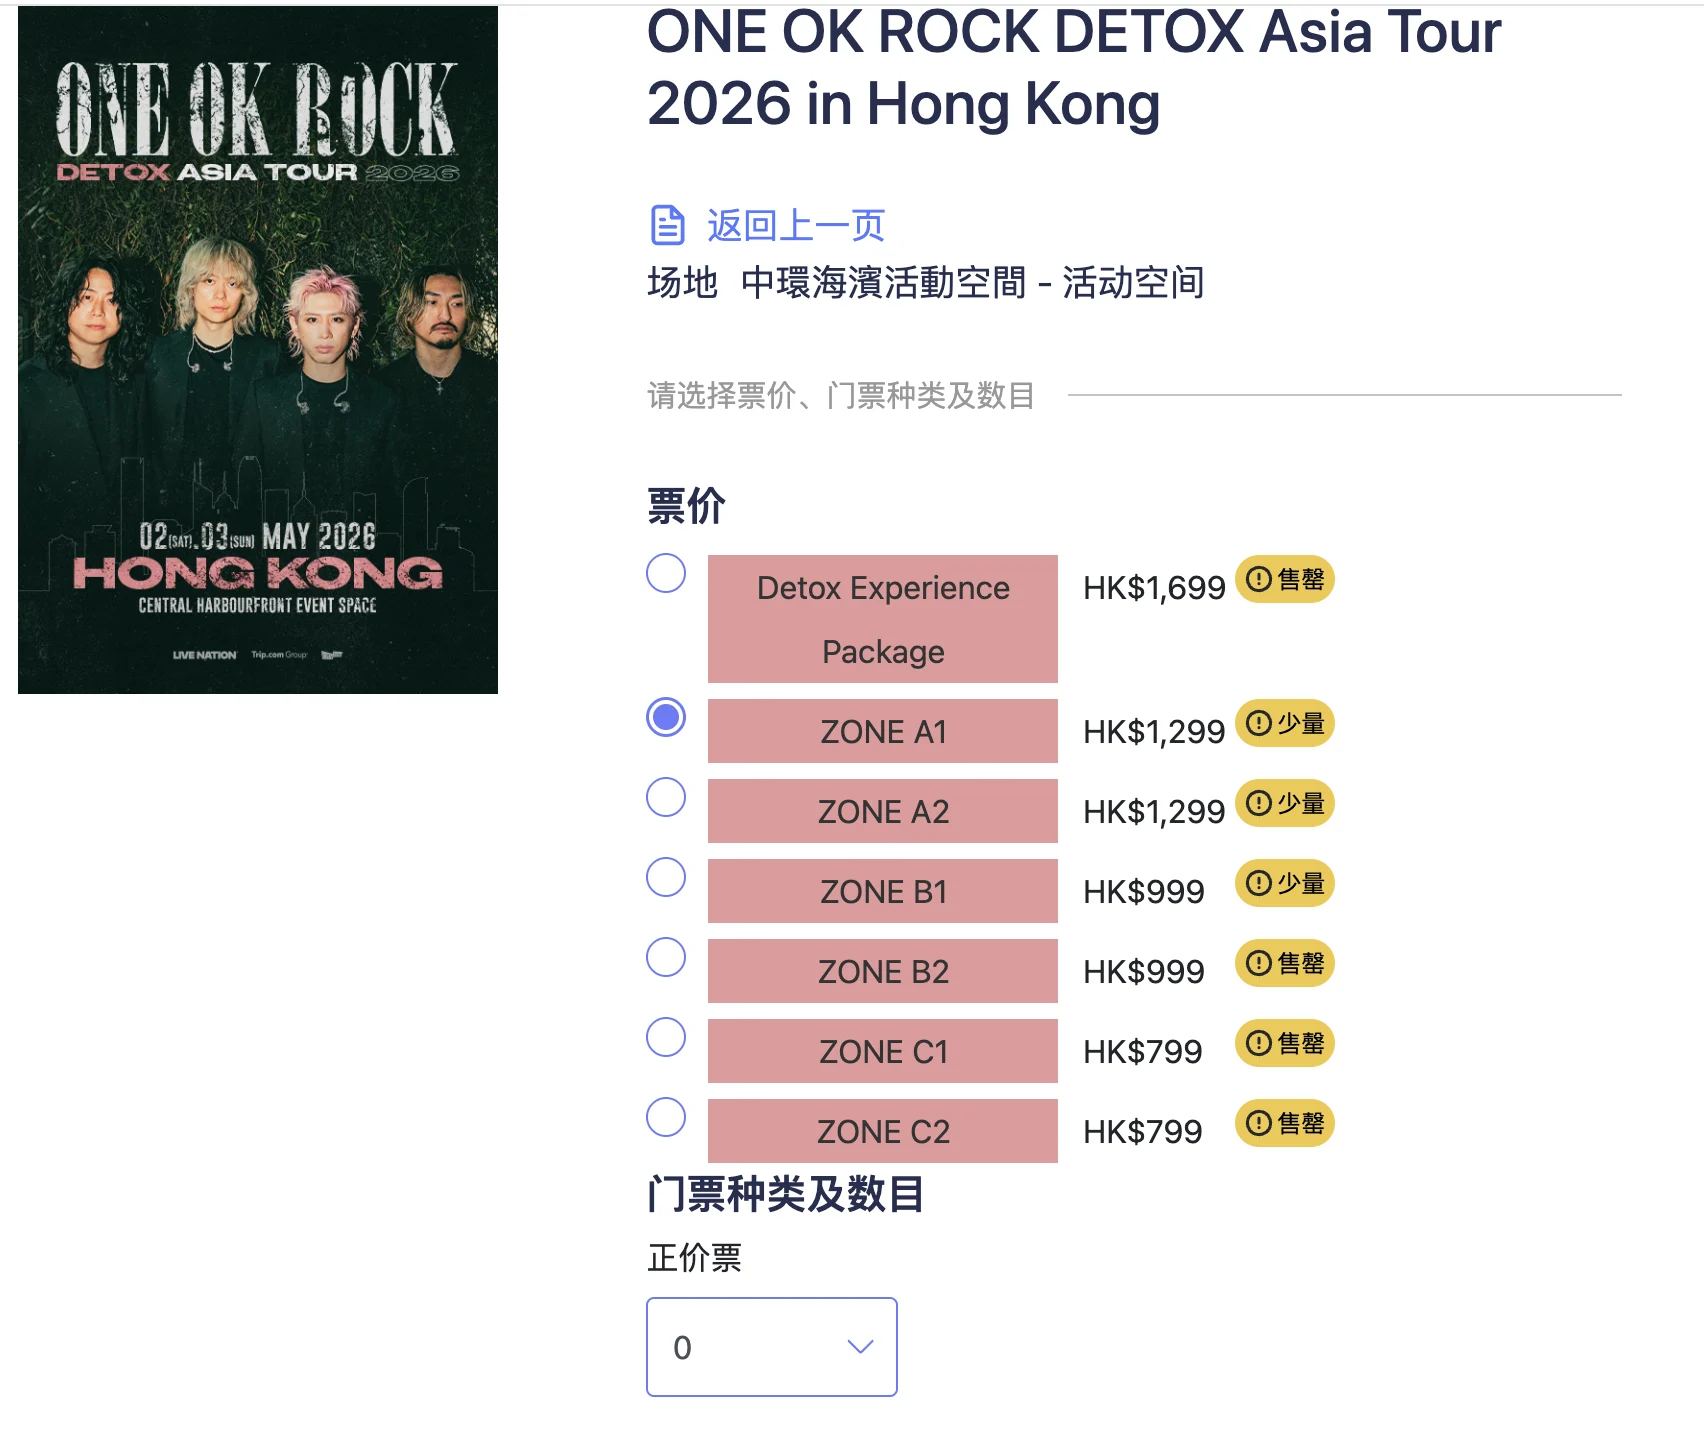 ONE OK ROCK
DETOX ASIA TOUR 2026
02(SAT).03(SUN) MAY 2026
HONG KONG
CENTRAL HARBOURFRONT EVENT SPACE
LIVE NATION Trip.com Group
ONE OK ROCK DETOX Asia Tour
2026 in Hong Kong
返回上一页
场地 中環海濱活動空間 - 活动空间
请选择票价、门票种类及数目
票价
Detox Experience
Package
HK$1,699 售罄
ZONE A1 HK$1,299 少量
ZONE A2 HK$1,299 少量
ZONE B1 HK$999 少量
ZONE B2 HK$999 售罄
ZONE C1 HK$799 售罄
ZONE C2 HK$799 售罄
门票种类及数目
正价票
0